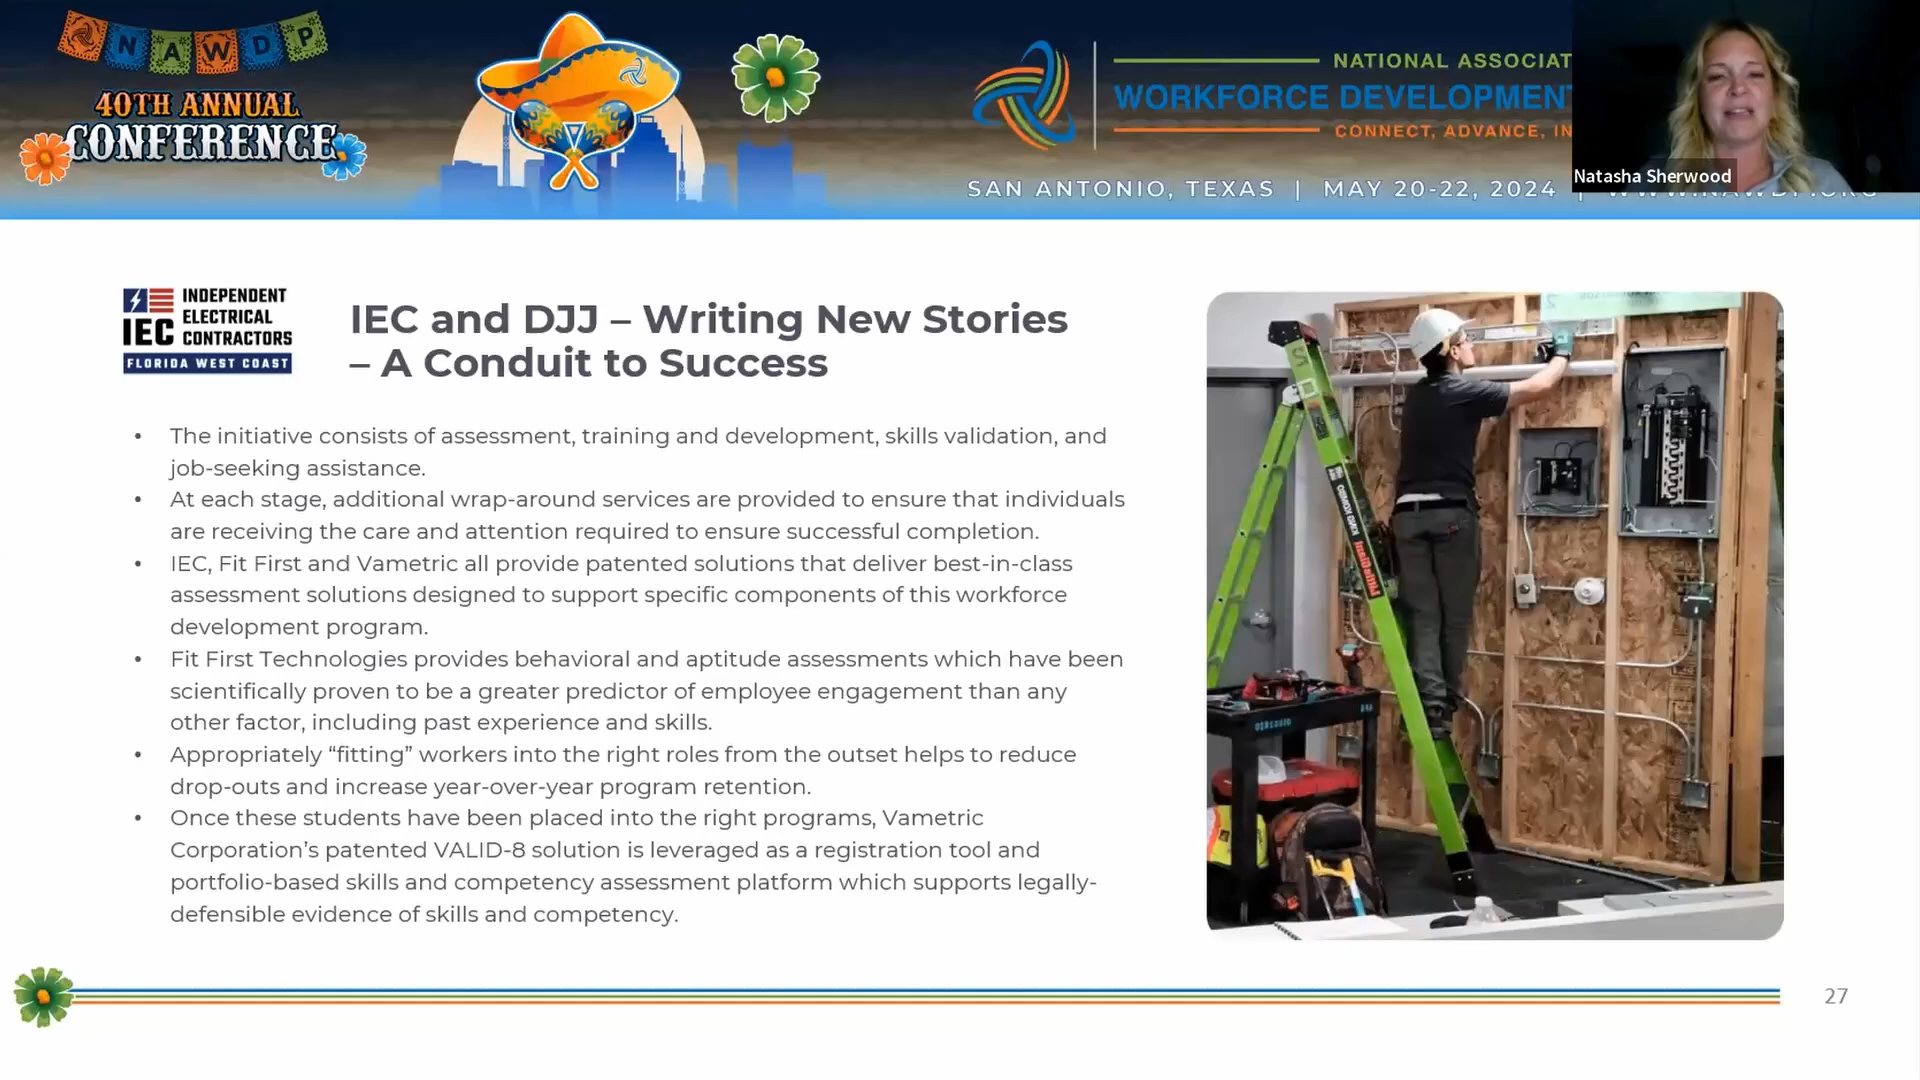 NAWDP
40TH ANNUAL
CONFERENCE
NATIONAL ASSOCIAT
WORKFORCE DEVELOPMENT
CONNECT, ADVANCE, IN
SAN ANTONIO, TEXAS | MAY 20-22, 2024 |
Natasha Sherwood
INDEPENDENT
ELECTRICAL
IEC CONTRACTORS
FLORIDA WEST COAST
IEC and DJJ – Writing New Stories
– A Conduit to Success
• The initiative consists of assessment, training and development, skills validation, and
job-seeking assistance.
• At each stage, additional wrap-around services are provided to ensure that individuals
are receiving the care and attention required to ensure successful completion.
• IEC, Fit First and Vametric all provide patented solutions that deliver best-in-class
assessment solutions designed to support specific components of this workforce
development program.
• Fit First Technologies provides behavioral and aptitude assessments which have been
scientifically proven to be a greater predictor of employee engagement than any
other factor, including past experience and skills.
• Appropriately “fitting” workers into the right roles from the outset helps to reduce
drop-outs and increase year-over-year program retention.
• Once these students have been placed into the right programs, Vametric
Corporation’s patented VALID-8 solution is leveraged as a registration tool and
portfolio-based skills and competency assessment platform which supports legally-
defensible evidence of skills and competency.
27